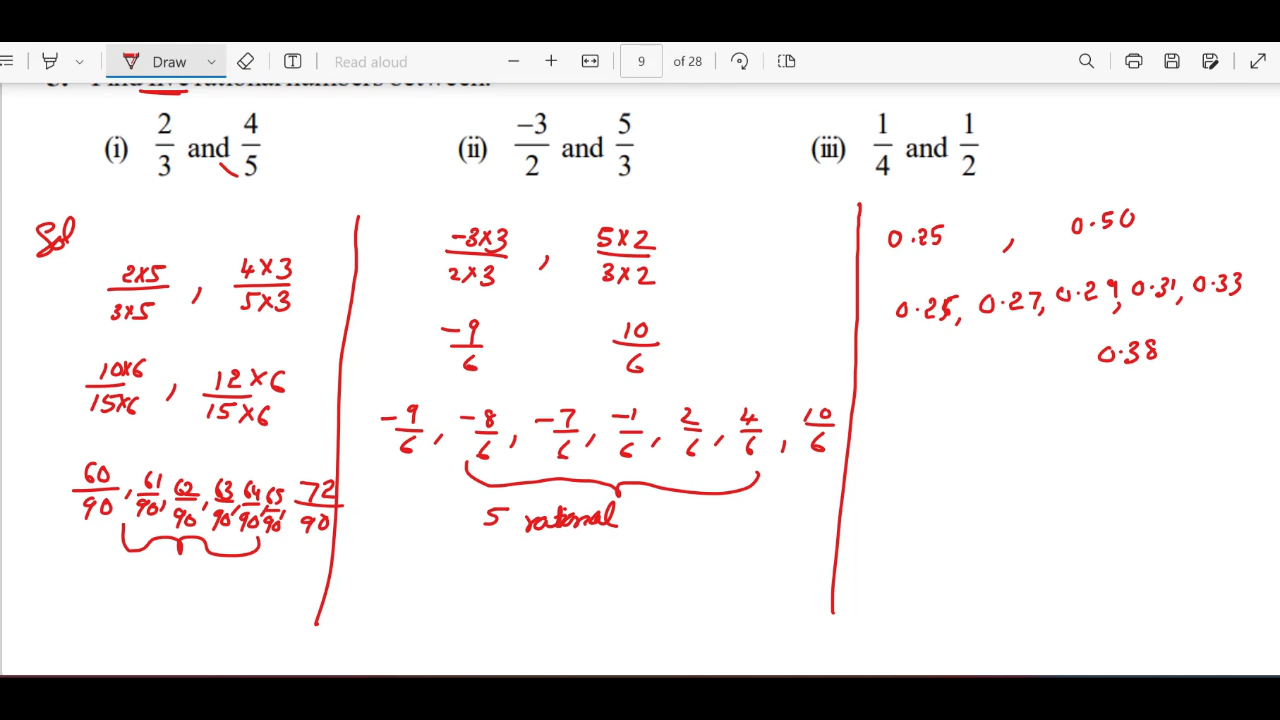 Draw
Read aloud
9 of 28
Find five rational numbers between.
(i) 2/3 and 4/5 (ii) −3/2 and 5/3 (iii) 1/4 and 1/2
Sol
2×5/3×5 , 4×3/5×3
10×6/15×6 , 12×6/15×6
60/90, 61/90, 62/90, 63/90, 64/90, 65/90, 72/90
−3×3/2×3 , 5×2/3×2
−9/6 10/6
−9/6, −8/6, −7/6, −1/6, 2/6, 4/6, 10/6
5 rational
0.25 , 0.50
0.25, 0.27, 0.29, 0.31, 0.33
0.38